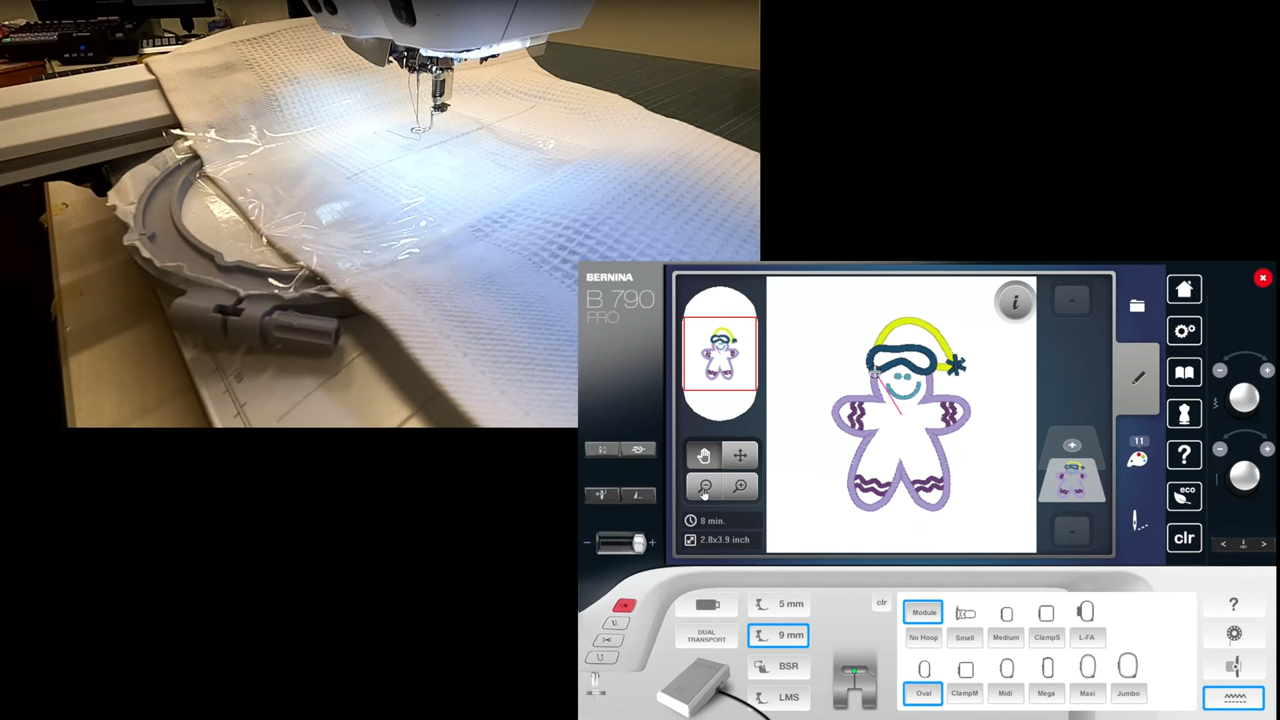 BERNINA
B 790
PRO
i
11
?
eco
clr
8 min.
2.8x3.9 inch
5 mm
DUAL
TRANSPORT
9 mm
BSR
LMS
clr
Module
No Hoop
Small
Medium
ClampS
L-FA
Oval
ClampM
Midi
Mega
Maxi
Jumbo
?